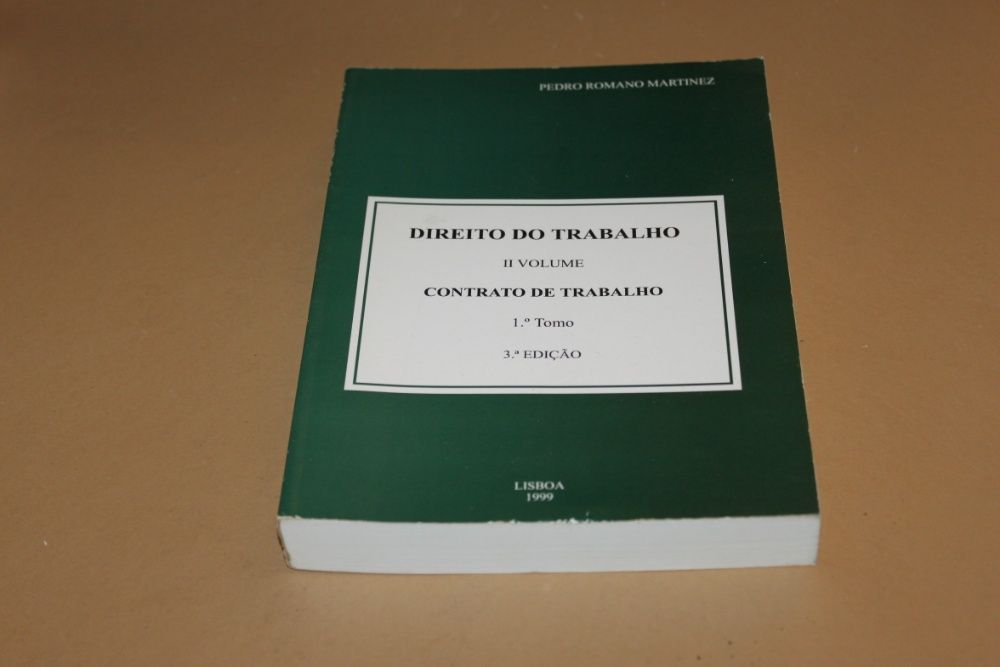 PEDRO ROMANO MARTINEZ
DIREITO DO TRABALHO
II VOLUME
CONTRATO DE TRABALHO
1.º Tomo
3.ª EDIÇÃO
LISBOA
1999